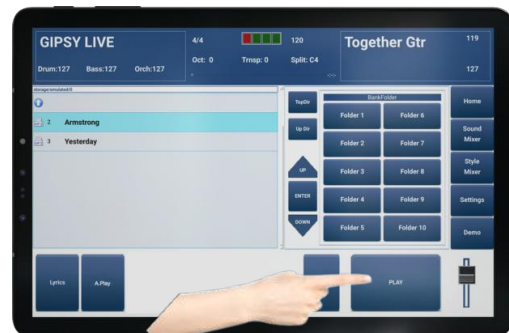 GIPSY LIVE
Drum:127 Bass:127 Orch:127
4/4 120
Oct: 0 Trnsp: 0 Split: C4
Together Gtr
119
127
2 Armstrong
3 Yesterday
TopDir
Up Dir
UP
ENTER
DOWN
BankFolder
Folder 1 Folder 6
Folder 2 Folder 7
Folder 3 Folder 8
Folder 4 Folder 9
Folder 5 Folder 10
Home
Sound
Mixer
Style
Mixer
Settings
Demo
Lyrics
A.Play
PLAY